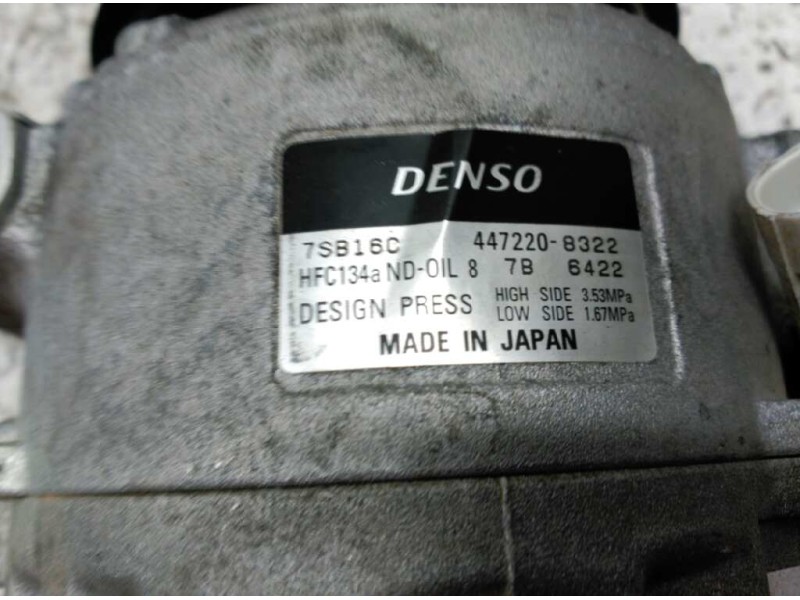 DENSO
7SB16C 447220-8322
HFC134a ND-OIL 8 7B 6422
DESIGN PRESS HIGH SIDE 3.53MPa
LOW SIDE 1.67MPa
MADE IN JAPAN